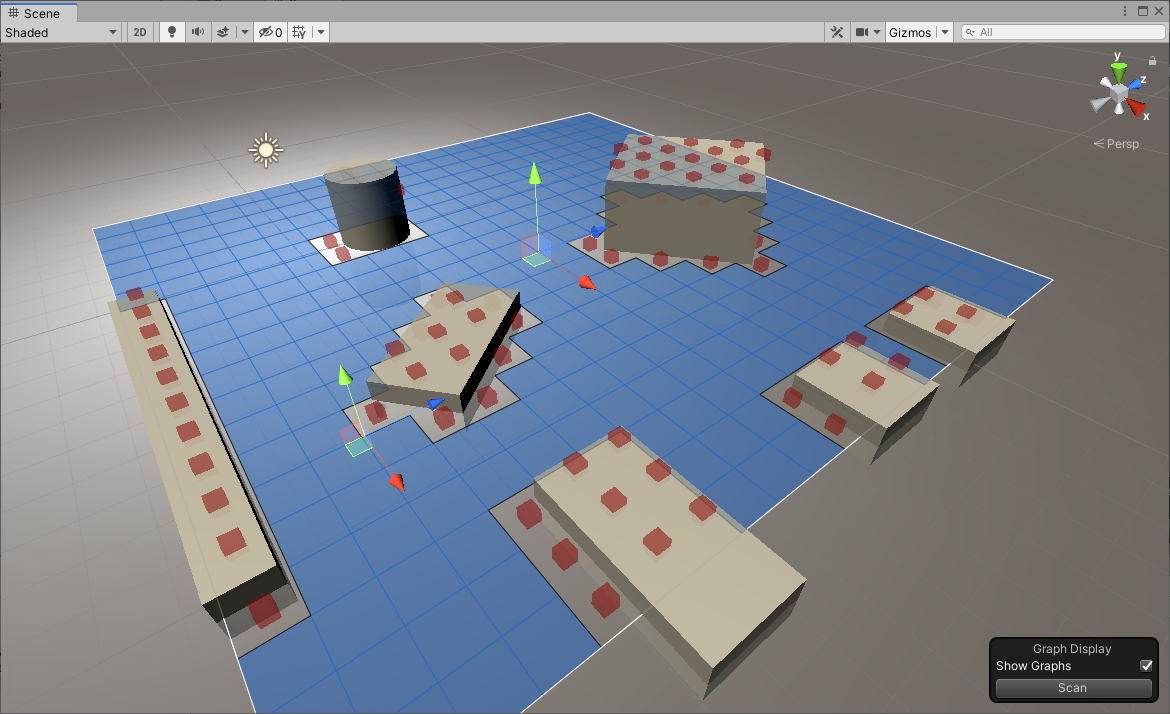 Scene
Shaded
2D
0
Gizmos
All
y
z
x
Persp
Graph Display
Show Graphs
Scan